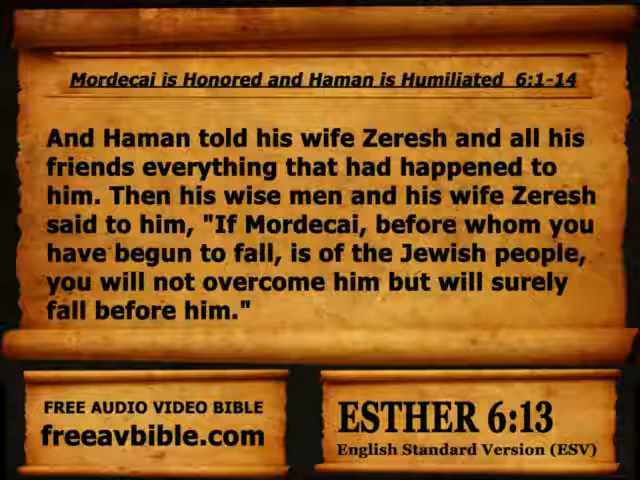 Mordecai is Honored and Haman is Humiliated  6:1-14
And Haman told his wife Zeresh and all his
friends everything that had happened to
him. Then his wise men and his wife Zeresh
said to him, "If Mordecai, before whom you
have begun to fall, is of the Jewish people,
you will not overcome him but will surely
fall before him."
FREE AUDIO VIDEO BIBLE
freeavbible.com
ESTHER 6:13
English Standard Version (ESV)